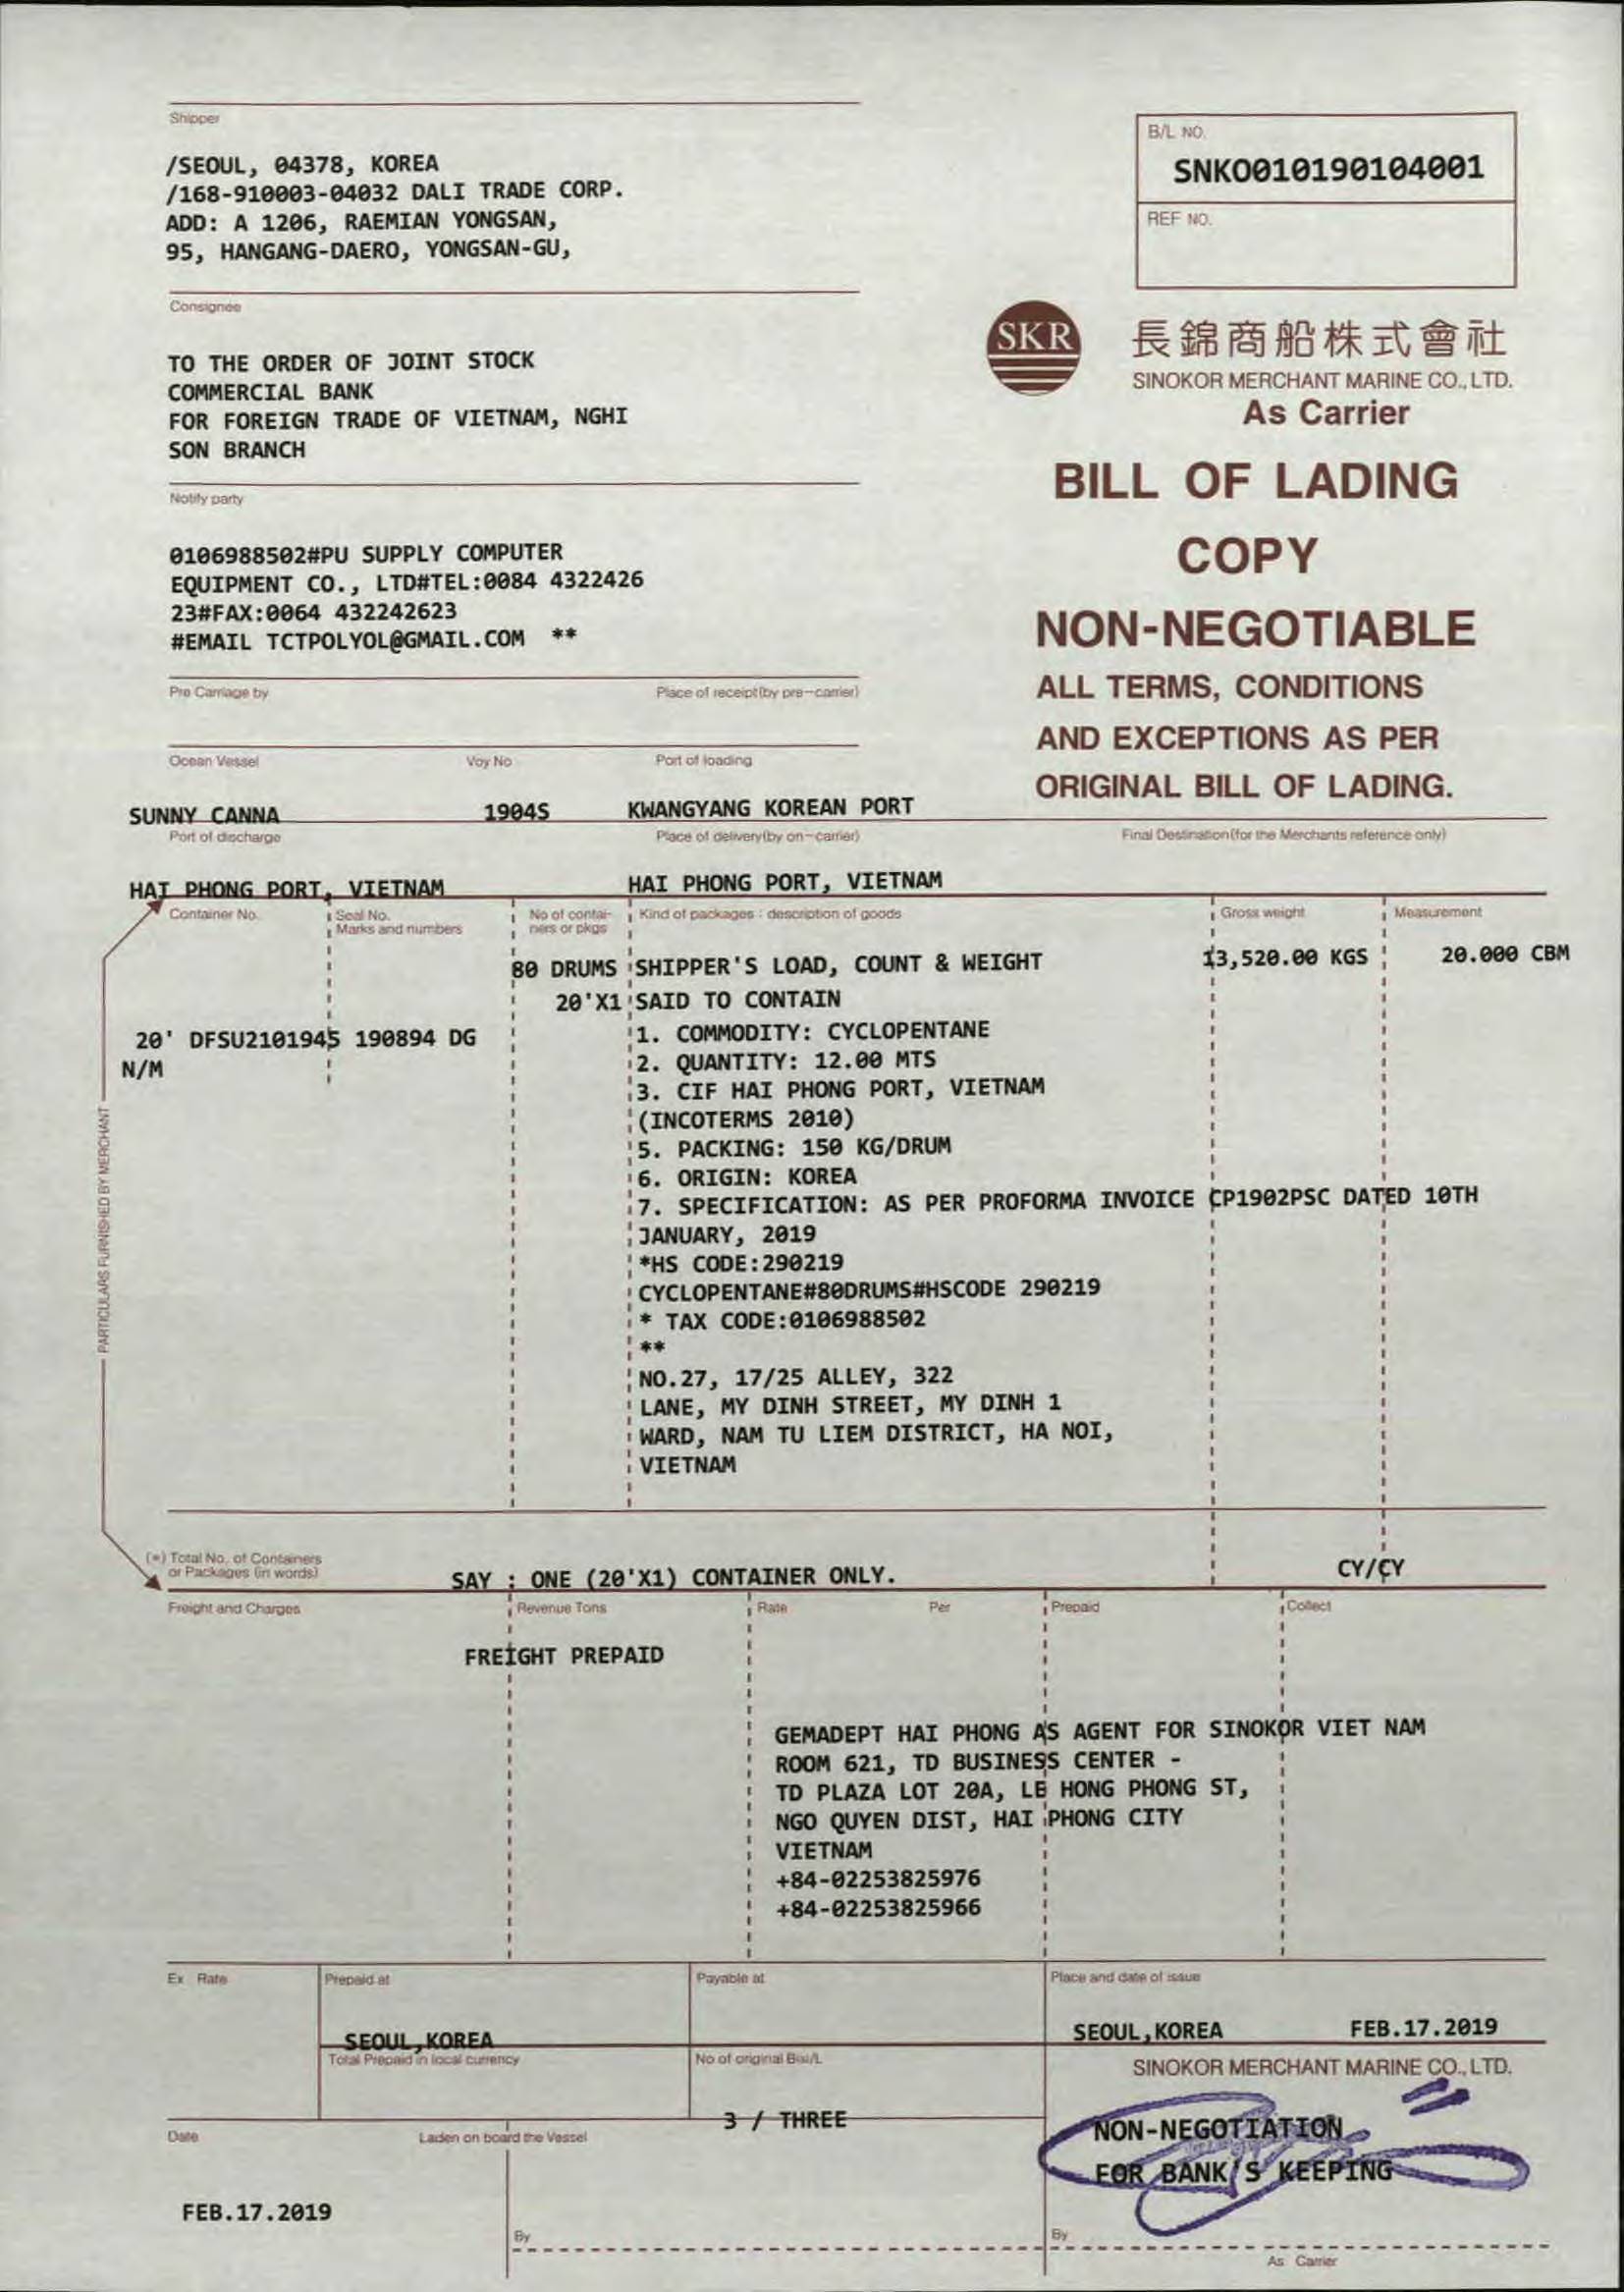 Shipper
/SEOUL, 04378, KOREA
/168-910003-04032 DALI TRADE CORP.
ADD: A 1206, RAEMIAN YONGSAN,
95, HANGANG-DAERO, YONGSAN-GU,
B/L NO.
SNKO010190104001
REF NO.
Consignee
TO THE ORDER OF JOINT STOCK
COMMERCIAL BANK
FOR FOREIGN TRADE OF VIETNAM, NGHI
SON BRANCH
SKR
長錦商船株式會社
SINOKOR MERCHANT MARINE CO., LTD.
As Carrier
BILL OF LADING
COPY
NON-NEGOTIABLE
ALL TERMS, CONDITIONS
AND EXCEPTIONS AS PER
ORIGINAL BILL OF LADING.
Notify party
0106988502#PU SUPPLY COMPUTER
EQUIPMENT CO., LTD#TEL:0084 4322426
23#FAX:0064 432242623
#EMAIL TCTPOLYOL@GMAIL.COM **
Pre Carriage by Place of receipt(by pre-carrier)
Ocean Vessel Voy No Port of loading
SUNNY CANNA 1904S KWANGYANG KOREAN PORT
Port of discharge Place of delivery(by on-carrier) Final Destination(for the Merchants reference only)
HAI PHONG PORT, VIETNAM HAI PHONG PORT, VIETNAM
Container No. Seal No. Marks and numbers No of contai-ners or pkgs Kind of packages : description of goods Gross weight Measurement
80 DRUMS SHIPPER'S LOAD, COUNT & WEIGHT 13,520.00 KGS 20.000 CBM
20'X1 SAID TO CONTAIN
20' DFSU2101945 190894 DG 1. COMMODITY: CYCLOPENTANE
N/M 2. QUANTITY: 12.00 MTS
3. CIF HAI PHONG PORT, VIETNAM
(INCOTERMS 2010)
5. PACKING: 150 KG/DRUM
6. ORIGIN: KOREA
7. SPECIFICATION: AS PER PROFORMA INVOICE CP1902PSC DATED 10TH
JANUARY, 2019
*HS CODE:290219
CYCLOPENTANE#80DRUMS#HSCODE 290219
* TAX CODE:0106988502
**
NO.27, 17/25 ALLEY, 322
LANE, MY DINH STREET, MY DINH 1
WARD, NAM TU LIEM DISTRICT, HA NOI,
VIETNAM
PARTICULARS FURNISHED BY MERCHANT
(*) Total No. of Containers
or Packages (in words)
SAY : ONE (20'X1) CONTAINER ONLY. CY/CY
Freight and Charges Revenue Tons Rate Per Prepaid Collect
FREIGHT PREPAID
GEMADEPT HAI PHONG AS AGENT FOR SINOKOR VIET NAM
ROOM 621, TD BUSINESS CENTER -
TD PLAZA LOT 20A, LE HONG PHONG ST,
NGO QUYEN DIST, HAI PHONG CITY
VIETNAM
+84-02253825976
+84-02253825966
Ex Rate Prepaid at Payable at Place and date of issue
SEOUL,KOREA SEOUL,KOREA FEB.17.2019
Total Prepaid in local currency No of original B(s)/L SINOKOR MERCHANT MARINE CO., LTD.
3 / THREE
NON-NEGOTIATION
FOR BANK'S KEEPING
Date Laden on board the Vessel
FEB.17.2019
By By
As Carrier